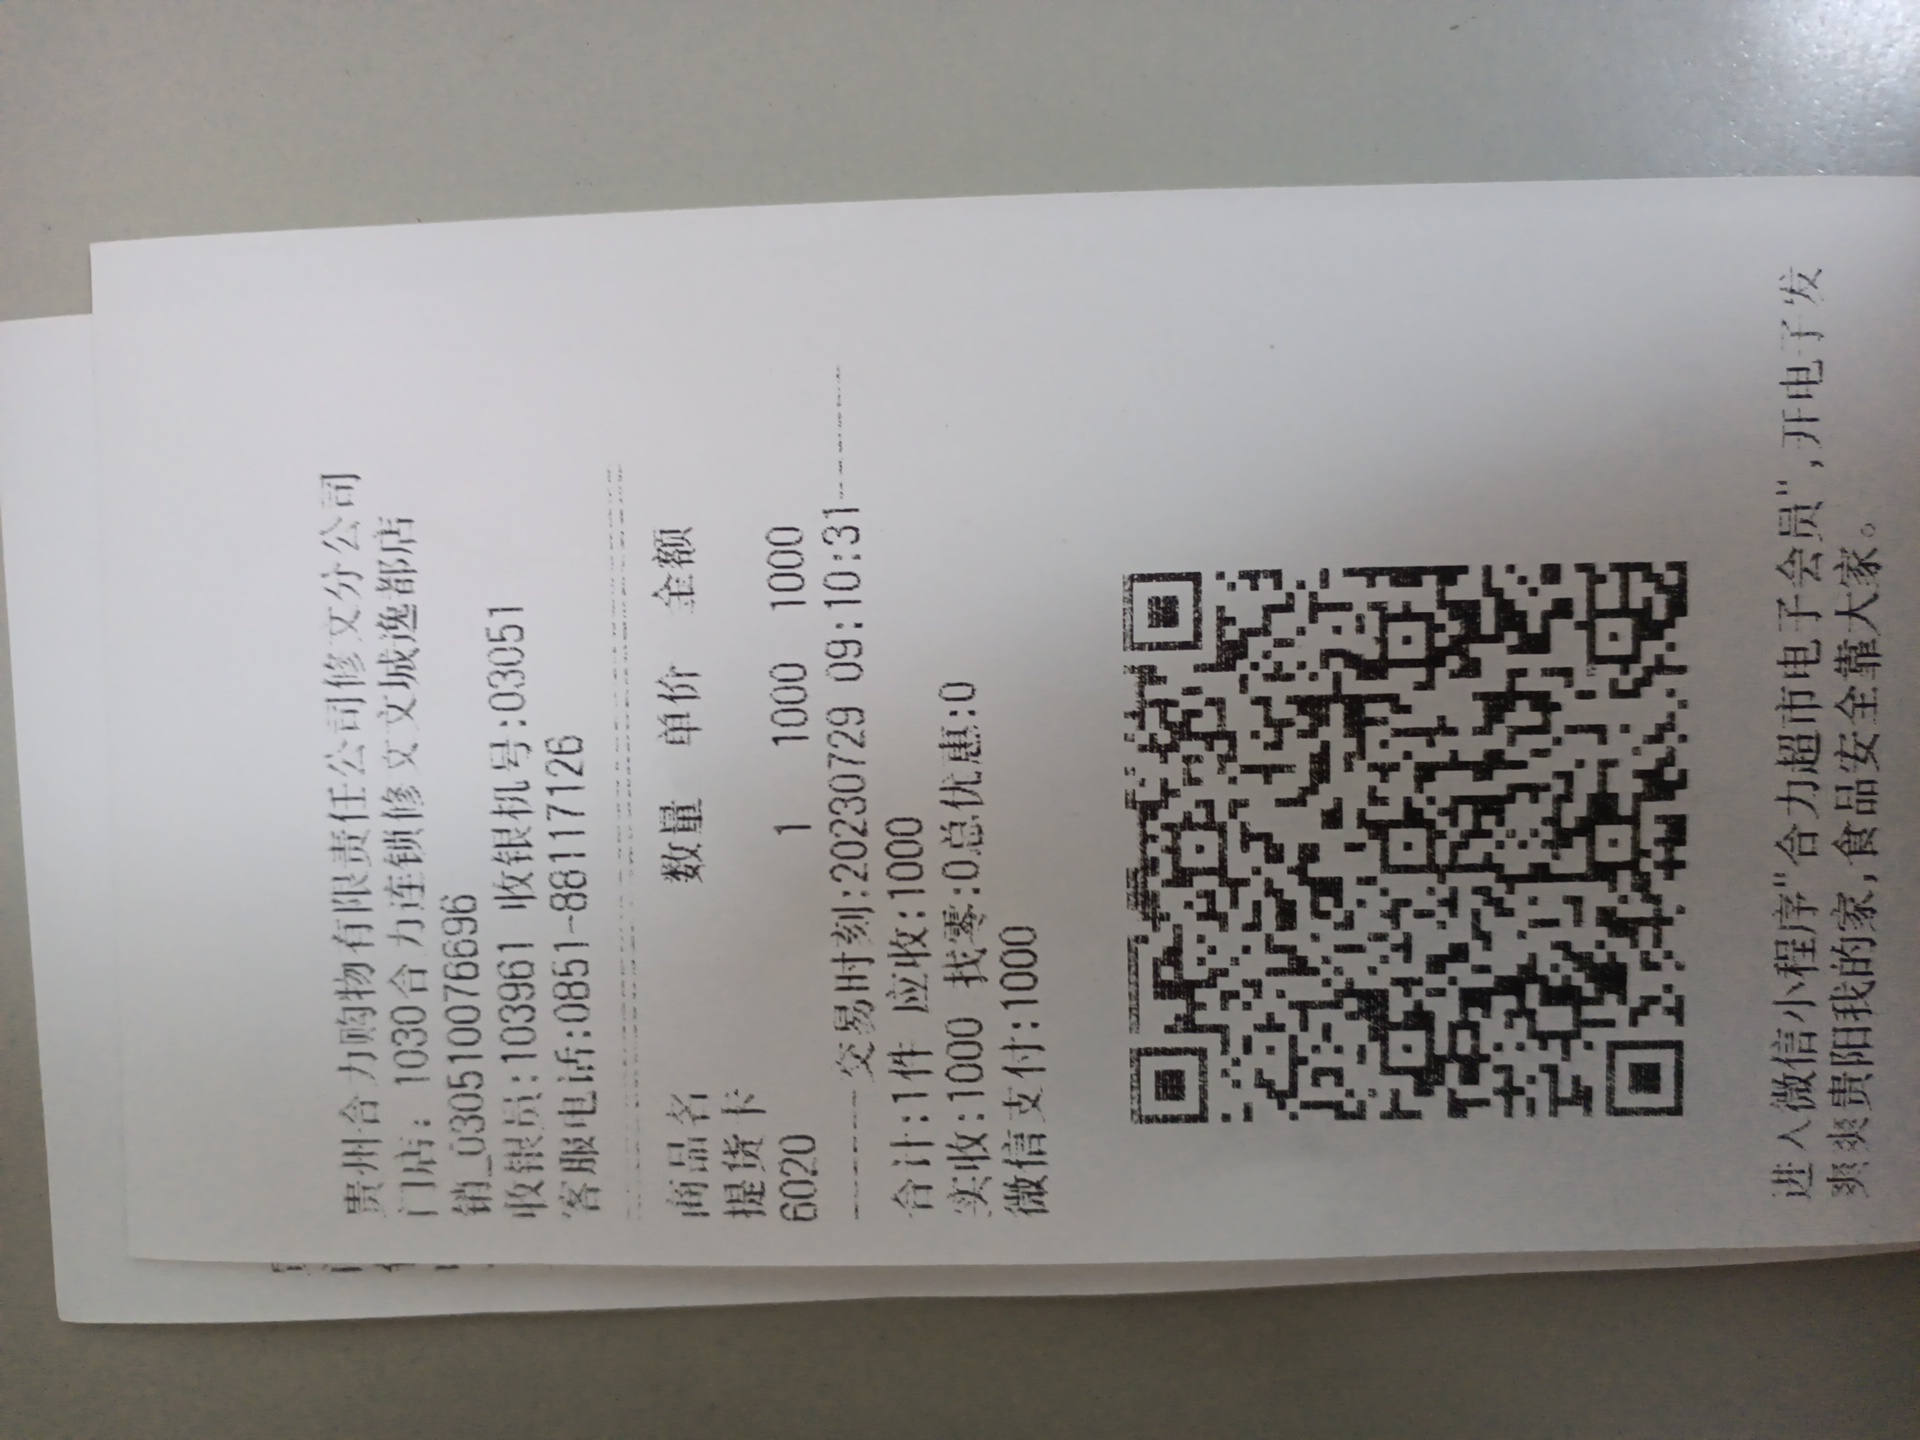 贵州合力购物有限责任公司修文分公司
门店: 1030合力连锁修文文城逸都店
销_030510076696
收银员:103961 收银机号:03051
客服电话:0851-88117126
商品名 数量 单价 金额
提货卡
6020 1 1000 1000
------交易时刻:20230729 09:10:31------
合计:1件 应收:1000
实收:1000 找零:0总优惠:0
微信支付:1000
进入微信小程序"合力超市电子会员",开电子发
爽爽贵阳我的家,食品安全靠大家。